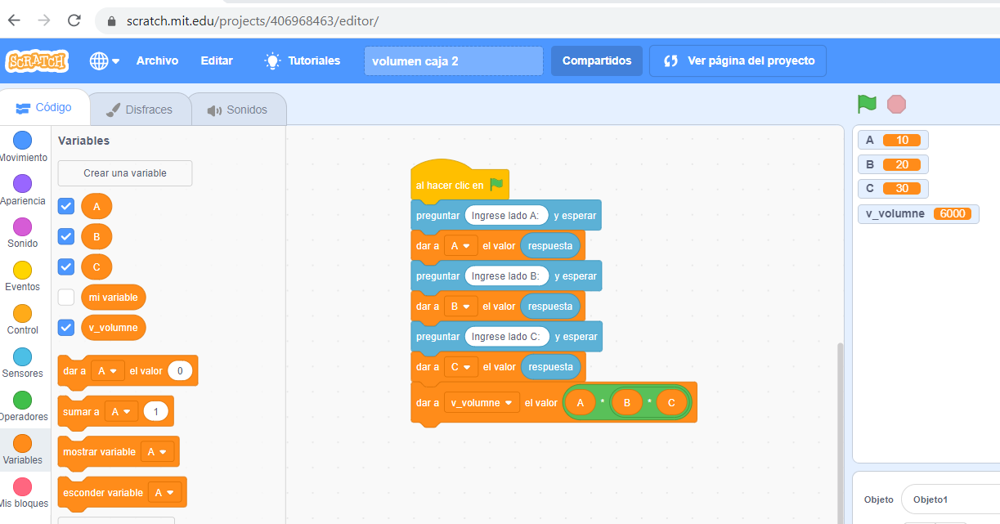 scratch.mit.edu/projects/406968463/editor/
SCRATCH Archivo Editar Tutoriales volumen caja 2 Compartidos Ver página del proyecto
Código Disfraces Sonidos
Movimiento
Apariencia
Sonido
Eventos
Control
Sensores
Operadores
Variables
Mis bloques
Variables
Crear una variable
A
B
C
mi variable
v_volumne
dar a A el valor 0
sumar a A 1
mostrar variable A
esconder variable A
al hacer clic en
preguntar Ingrese lado A: y esperar
dar a A el valor respuesta
preguntar Ingrese lado B: y esperar
dar a B el valor respuesta
preguntar Ingrese lado C: y esperar
dar a C el valor respuesta
dar a v_volumne el valor A * B * C
A 10
B 20
C 30
v_volumne 6000
Objeto Objeto1